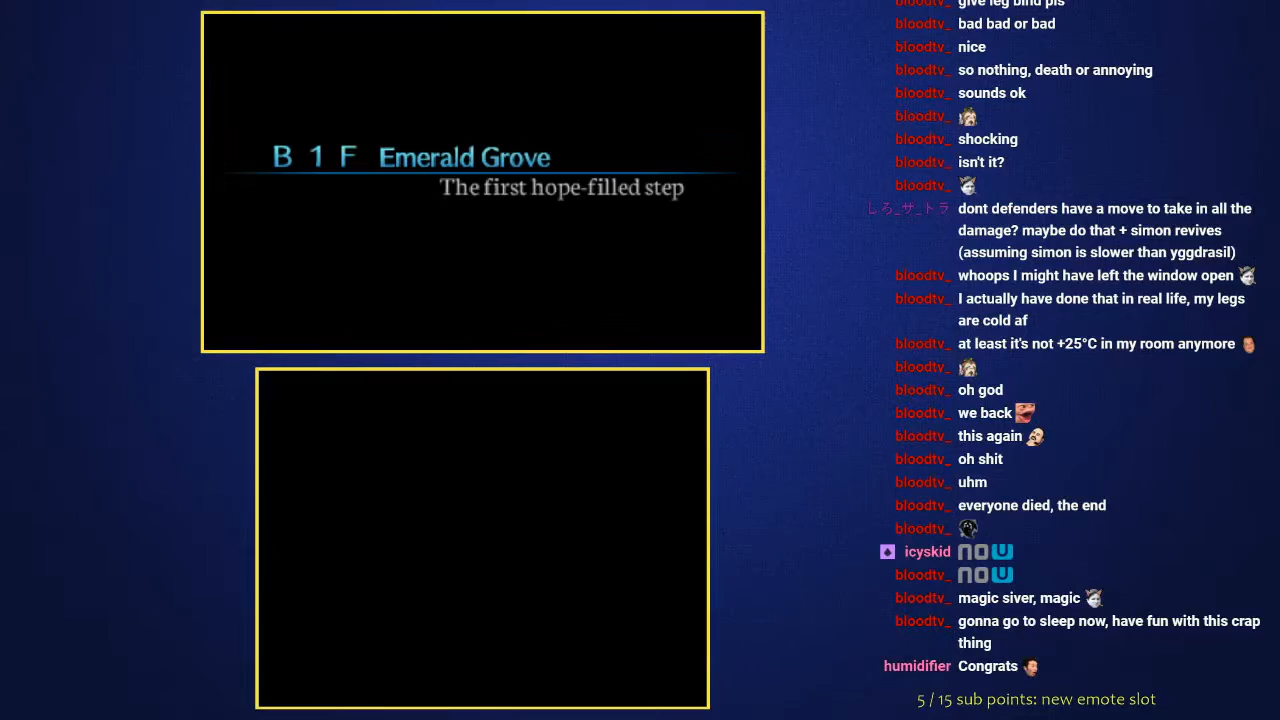 B 1 F Emerald Grove
The first hope-filled step
bloodtv_ give leg bind pls
bloodtv_ bad bad or bad
bloodtv_ nice
bloodtv_ so nothing, death or annoying
bloodtv_ sounds ok
bloodtv_
bloodtv_ shocking
bloodtv_ isn't it?
bloodtv_
しろ_サ_トラ dont defenders have a move to take in all the
damage? maybe do that + simon revives
(assuming simon is slower than yggdrasil)
bloodtv_ whoops I might have left the window open
bloodtv_ I actually have done that in real life, my legs
are cold af
bloodtv_ at least it's not +25°C in my room anymore
bloodtv_
bloodtv_ oh god
bloodtv_ we back
bloodtv_ this again
bloodtv_ oh shit
bloodtv_ uhm
bloodtv_ everyone died, the end
bloodtv_
icyskid NOU
bloodtv_ NOU
bloodtv_ magic siver, magic
bloodtv_ gonna go to sleep now, have fun with this crap
thing
humidifier Congrats
5 / 15 sub points: new emote slot